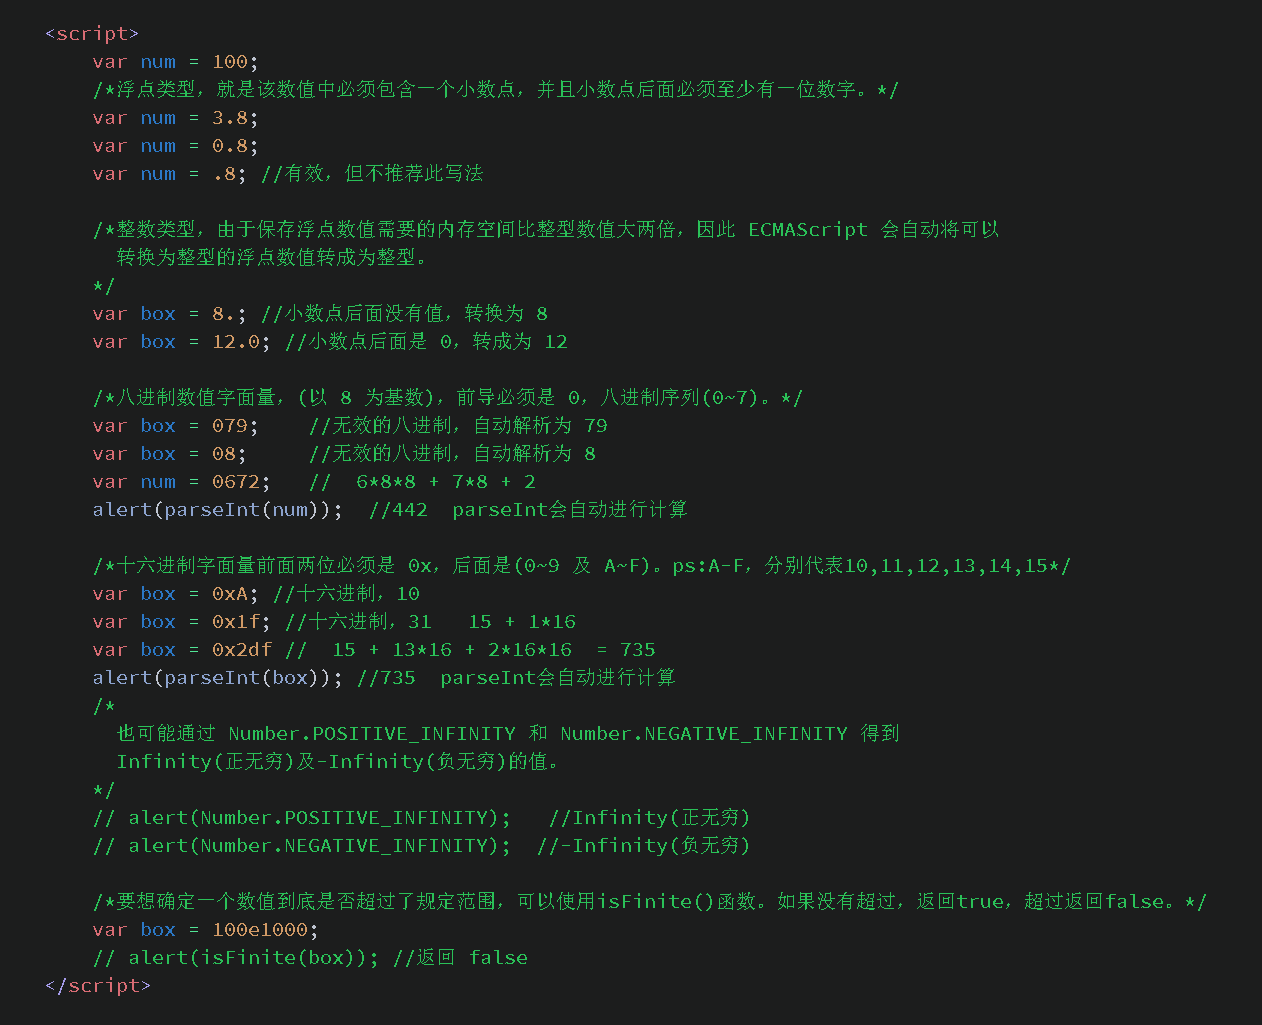 <script>
var num = 100;
/*浮点类型，就是该数值中必须包含一个小数点，并且小数点后面必须至少有一位数字。*/
var num = 3.8;
var num = 0.8;
var num = .8; //有效，但不推荐此写法
/*整数类型，由于保存浮点数值需要的内存空间比整型数值大两倍，因此 ECMAScript 会自动将可以
转换为整型的浮点数值转成为整型。
*/
var box = 8.; //小数点后面没有值，转换为 8
var box = 12.0; //小数点后面是 0，转成为 12
/*八进制数值字面量，(以 8 为基数)，前导必须是 0，八进制序列(0~7)。*/
var box = 079;    //无效的八进制，自动解析为 79
var box = 08;     //无效的八进制，自动解析为 8
var num = 0672;   //  6*8*8 + 7*8 + 2
alert(parseInt(num));  //442  parseInt会自动进行计算
/*十六进制字面量前面两位必须是 0x，后面是(0~9 及 A~F)。ps:A-F，分别代表10,11,12,13,14,15*/
var box = 0xA; //十六进制，10
var box = 0x1f; //十六进制，31   15 + 1*16
var box = 0x2df //  15 + 13*16 + 2*16*16  = 735
alert(parseInt(box)); //735  parseInt会自动进行计算
/*
也可能通过 Number.POSITIVE_INFINITY 和 Number.NEGATIVE_INFINITY 得到
Infinity(正无穷)及-Infinity(负无穷)的值。
*/
// alert(Number.POSITIVE_INFINITY);   //Infinity(正无穷)
// alert(Number.NEGATIVE_INFINITY);  //-Infinity(负无穷)
/*要想确定一个数值到底是否超过了规定范围，可以使用isFinite()函数。如果没有超过，返回true，超过返回false。*/
var box = 100e1000;
// alert(isFinite(box)); //返回 false
</script>